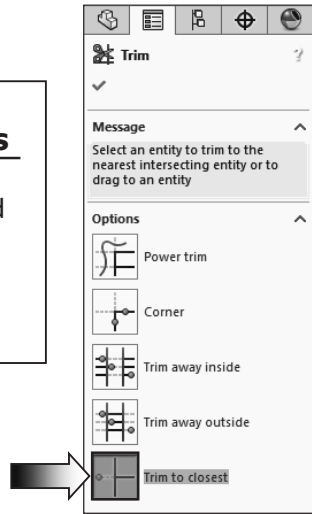 s
d
Trim
?
Message
Select an entity to trim to the
nearest intersecting entity or to
drag to an entity
Options
Power trim
Corner
Trim away inside
Trim away outside
Trim to closest